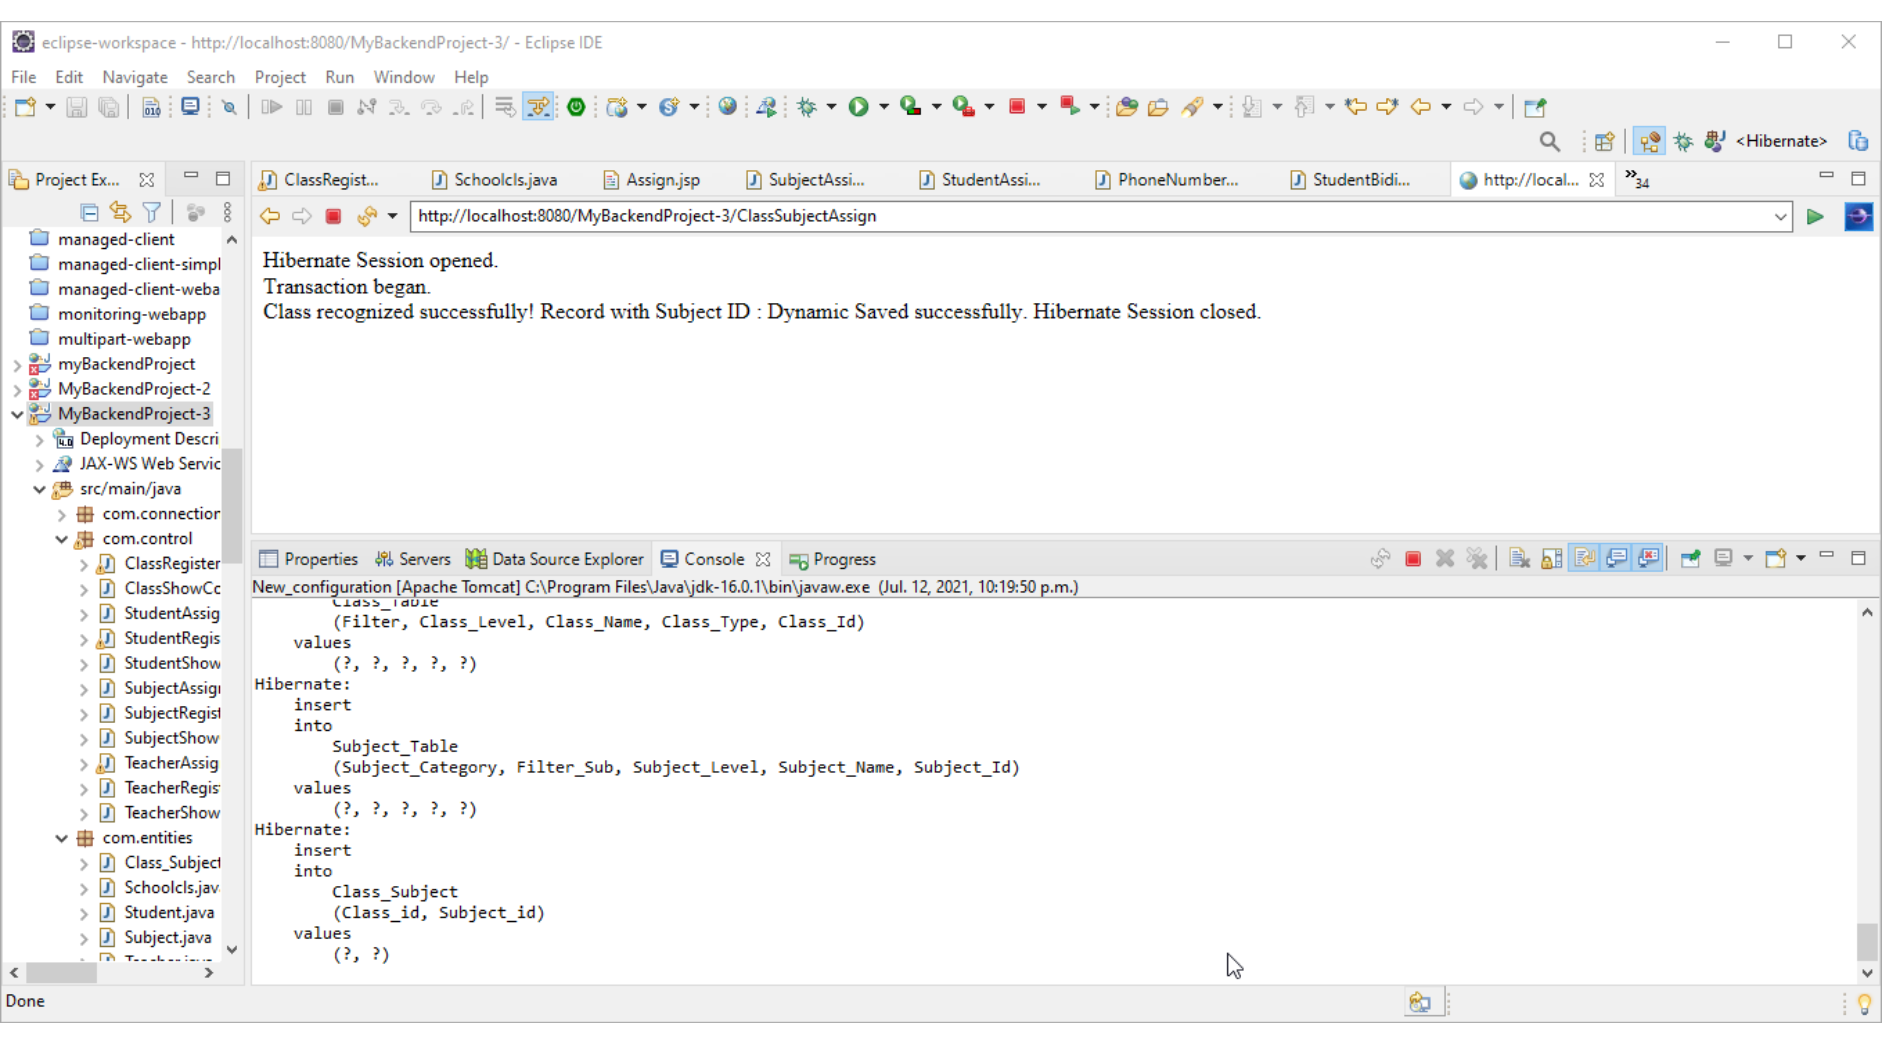 eclipse-workspace - http://localhost:8080/MyBackendProject-3/ - Eclipse IDE
File Edit Navigate Search Project Run Window Help
<Hibernate>
Project Ex...
ClassRegist... Schoolcls.java Assign.jsp SubjectAssi... StudentAssi... PhoneNumber... StudentBidi... http://local... »34
http://localhost:8080/MyBackendProject-3/ClassSubjectAssign
managed-client
managed-client-simpl
managed-client-weba
monitoring-webapp
multipart-webapp
myBackendProject
MyBackendProject-2
MyBackendProject-3
Deployment Descri
JAX-WS Web Servic
src/main/java
com.connection
com.control
ClassRegister
ClassShowCc
StudentAssig
StudentRegis
StudentShow
SubjectAssig
SubjectRegist
SubjectShow
TeacherAssig
TeacherRegis
TeacherShow
com.entities
Class_Subject
Schoolcls.jav
Student.java
Subject.java
Hibernate Session opened.
Transaction began.
Class recognized successfully! Record with Subject ID : Dynamic Saved successfully. Hibernate Session closed.
Properties Servers Data Source Explorer Console Progress
New_configuration [Apache Tomcat] C:\Program Files\Java\jdk-16.0.1\bin\javaw.exe (Jul. 12, 2021, 10:19:50 p.m.)
Class_Table
(Filter, Class_Level, Class_Name, Class_Type, Class_Id)
values
(?, ?, ?, ?, ?)
Hibernate:
insert
into
Subject_Table
(Subject_Category, Filter_Sub, Subject_Level, Subject_Name, Subject_Id)
values
(?, ?, ?, ?, ?)
Hibernate:
insert
into
Class_Subject
(Class_id, Subject_id)
values
(?, ?)
Done